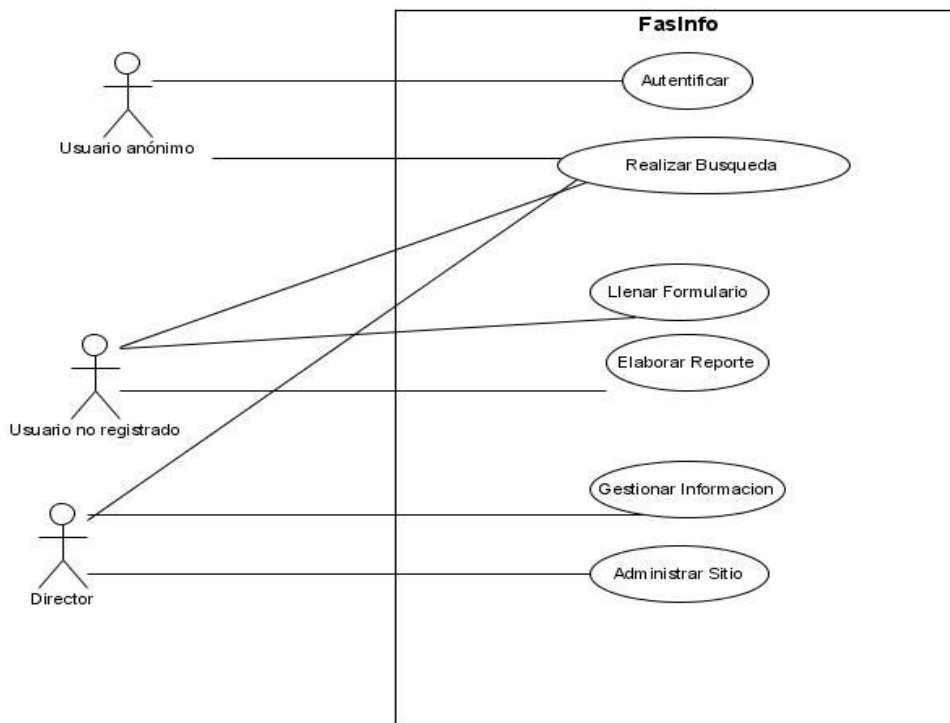 FasInfo
Autentificar
Usuario anónimo
Realizar Busqueda
Llenar Formulario
Elaborar Reporte
Usuario no registrado
Gestionar Informacion
Administrar Sitio
Director